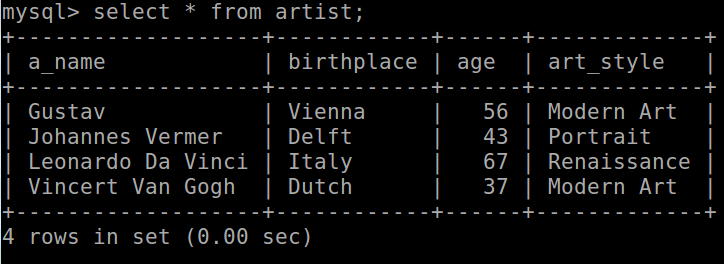 mysql> select * from artist;
+-------------------+------------+------+-------------+
| a_name            | birthplace | age  | art_style   |
+-------------------+------------+------+-------------+
| Gustav            | Vienna     |   56 | Modern Art  |
| Johannes Vermer   | Delft      |   43 | Portrait    |
| Leonardo Da Vinci | Italy      |   67 | Renaissance |
| Vincert Van Gogh  | Dutch      |   37 | Modern Art  |
+-------------------+------------+------+-------------+
4 rows in set (0.00 sec)